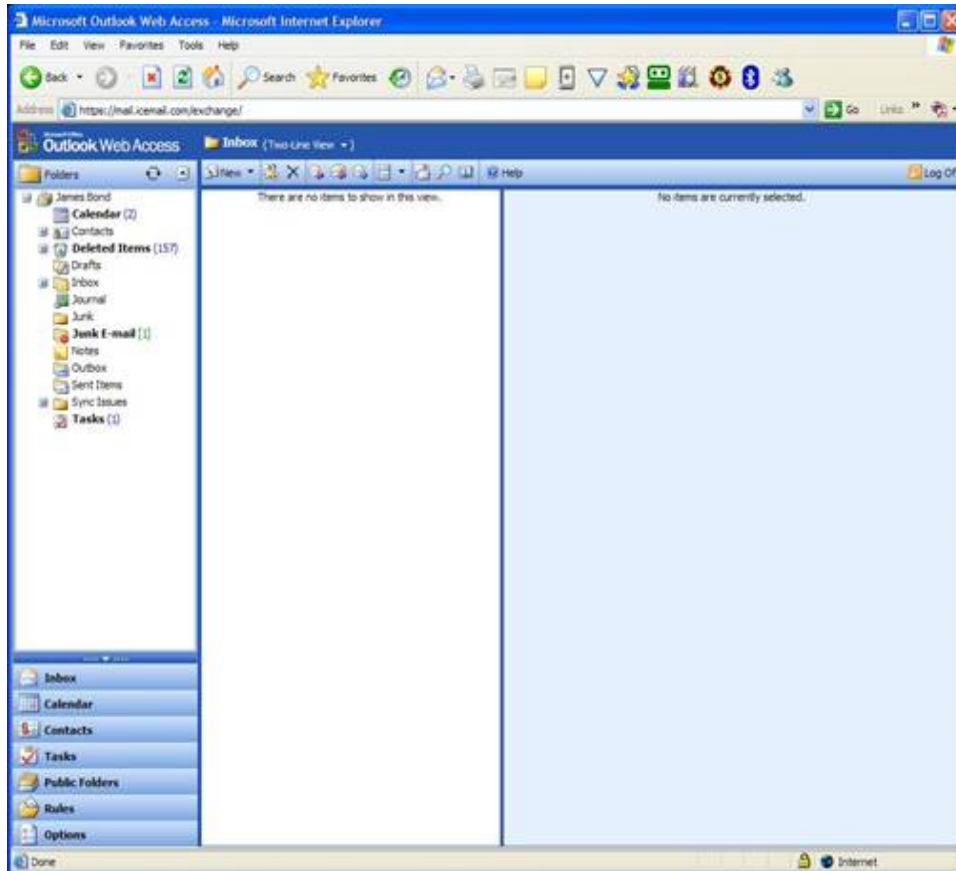 Microsoft Outlook Web Access - Microsoft Internet Explorer
File Edit View Favorites Tools Help
Back Search Favorites
Address https://mail.icemail.com/exchange/ Go Links »
Outlook Web Access Inbox (Two-Line View)
Folders New Help Log Of
James Bond
Calendar (2)
Contacts
Deleted Items (157)
Drafts
Inbox
Journal
Junk
Junk E-mail [1]
Notes
Outbox
Sent Items
Sync Issues
Tasks (1)
There are no items to show in this view.
No items are currently selected.
Inbox
Calendar
Contacts
Tasks
Public Folders
Rules
Options
Done Internet